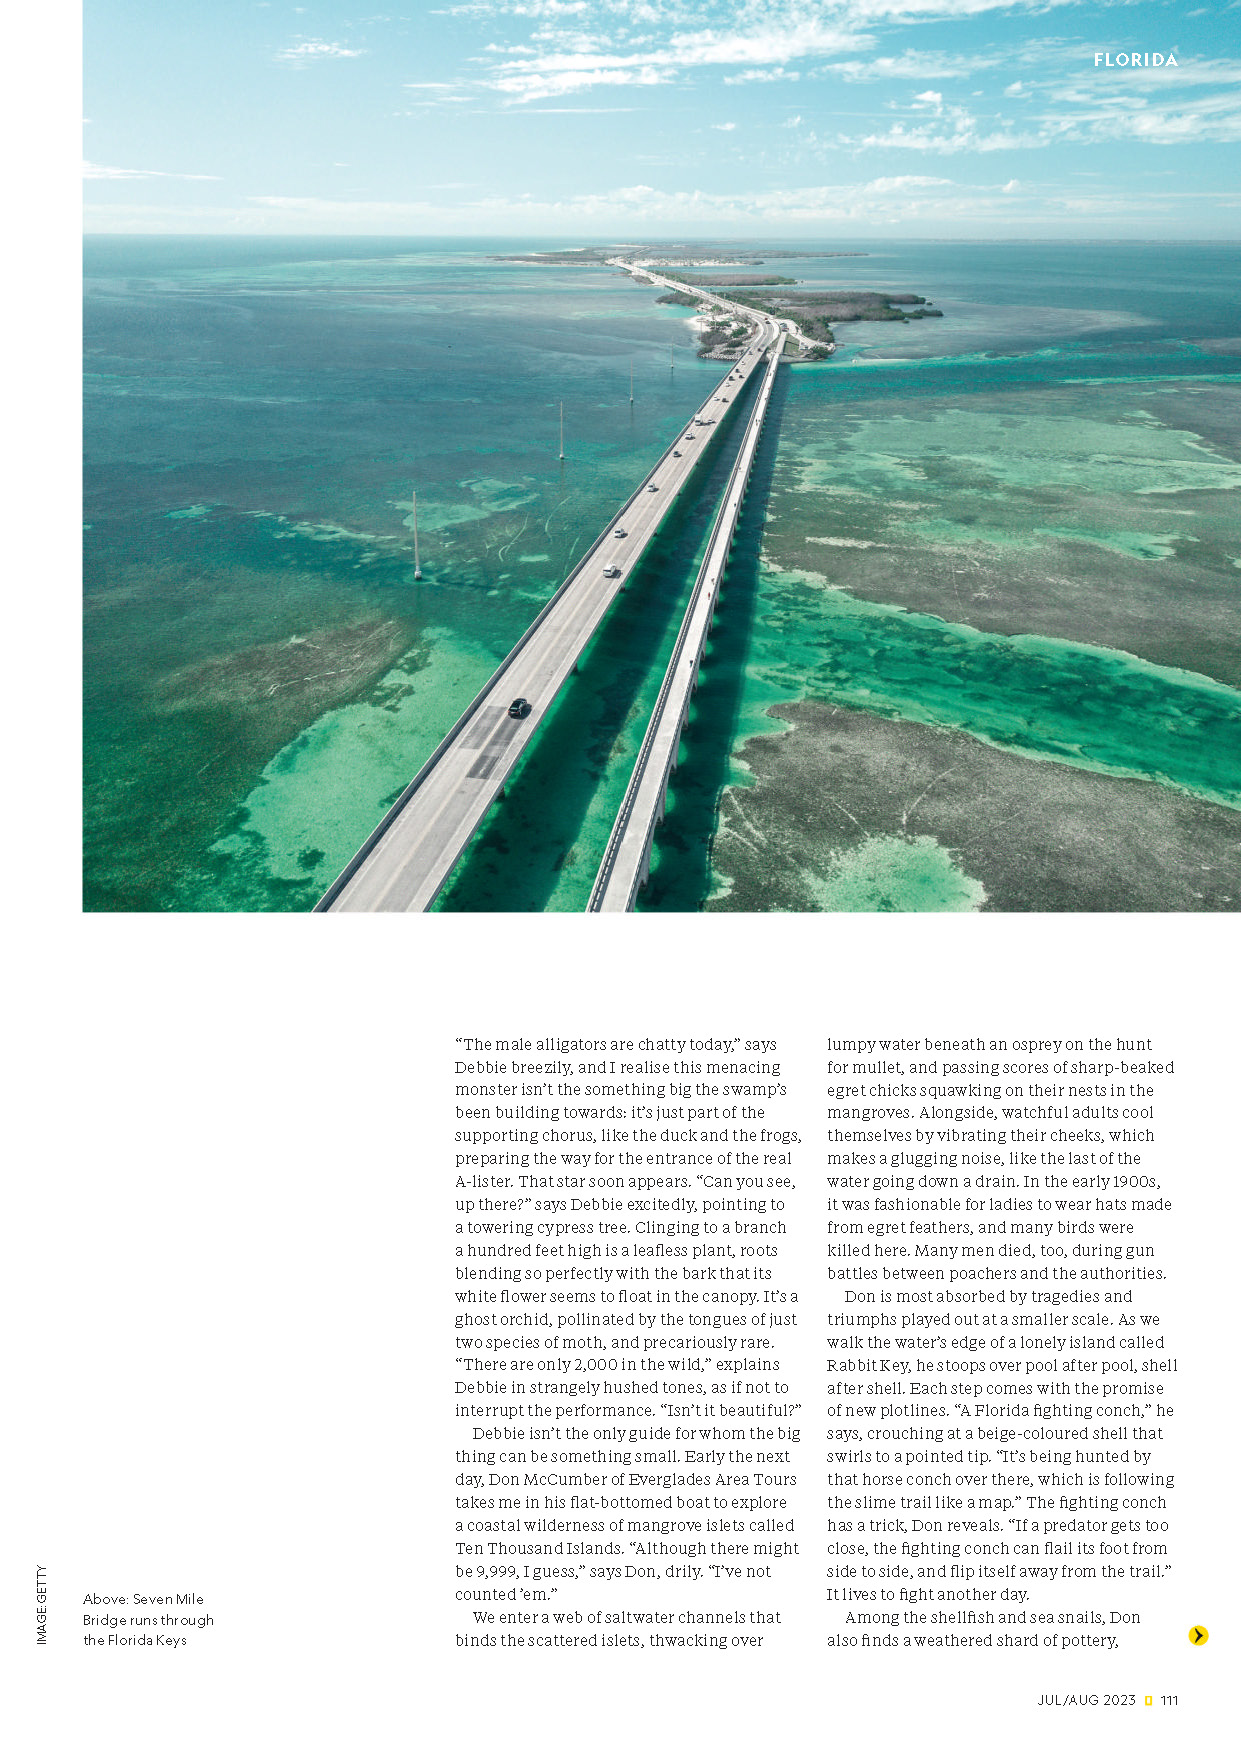 FLORIDA
“The male alligators are chatty today,” says
Debbie breezily, and I realise this menacing
monster isn’t the something big the swamp’s
been building towards: it’s just part of the
supporting chorus, like the duck and the frogs,
preparing the way for the entrance of the real
A-lister. That star soon appears. “Can you see,
up there?” says Debbie excitedly, pointing to
a towering cypress tree. Clinging to a branch
a hundred feet high is a leafless plant, roots
blending so perfectly with the bark that its
white flower seems to float in the canopy. It’s a
ghost orchid, pollinated by the tongues of just
two species of moth, and precariously rare.
“There are only 2,000 in the wild,” explains
Debbie in strangely hushed tones, as if not to
interrupt the performance. “Isn’t it beautiful?”
Debbie isn’t the only guide for whom the big
thing can be something small. Early the next
day, Don McCumber of Everglades Area Tours
takes me in his flat-bottomed boat to explore
a coastal wilderness of mangrove islets called
Ten Thousand Islands. “Although there might
be 9,999, I guess,” says Don, drily. “I’ve not
counted ’em.”
We enter a web of saltwater channels that
binds the scattered islets, thwacking over
lumpy water beneath an osprey on the hunt
for mullet, and passing scores of sharp-beaked
egret chicks squawking on their nests in the
mangroves. Alongside, watchful adults cool
themselves by vibrating their cheeks, which
makes a glugging noise, like the last of the
water going down a drain. In the early 1900s,
it was fashionable for ladies to wear hats made
from egret feathers, and many birds were
killed here. Many men died, too, during gun
battles between poachers and the authorities.
Don is most absorbed by tragedies and
triumphs played out at a smaller scale. As we
walk the water’s edge of a lonely island called
Rabbit Key, he stoops over pool after pool, shell
after shell. Each step comes with the promise
of new plotlines. “A Florida fighting conch,” he
says, crouching at a beige-coloured shell that
swirls to a pointed tip. “It’s being hunted by
that horse conch over there, which is following
the slime trail like a map.” The fighting conch
has a trick, Don reveals. “If a predator gets too
close, the fighting conch can flail its foot from
side to side, and flip itself away from the trail.”
It lives to fight another day.
Among the shellfish and sea snails, Don
also finds a weathered shard of pottery,
IMAGE: GETTY
Above: Seven Mile
Bridge runs through
the Florida Keys
JUL/AUG 2023 111